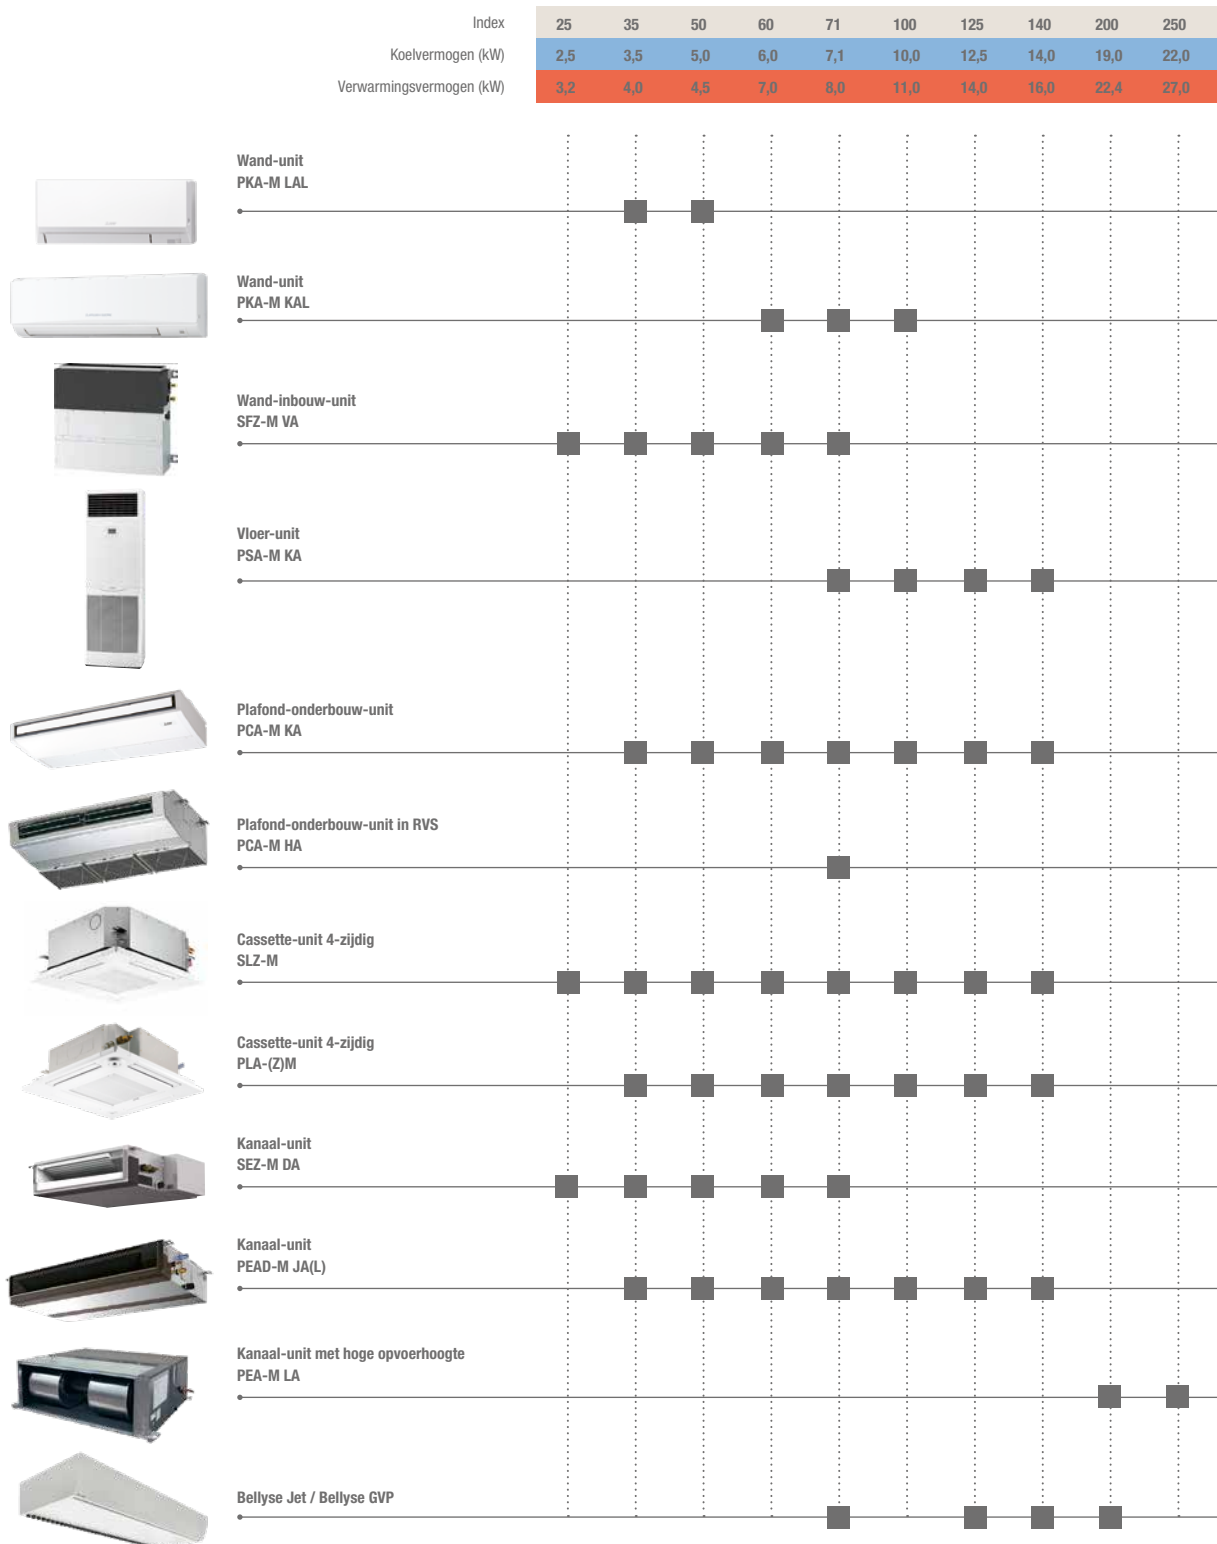 Index 25 35 50 60 71 100 125 140 200 250
Koelvermogen (kW) 2,5 3,5 5,0 6,0 7,1 10,0 12,5 14,0 19,0 22,0
Verwarmingsvermogen (kW) 3,2 4,0 4,5 7,0 8,0 11,0 14,0 16,0 22,4 27,0
Wand-unit
PKA-M LAL
Wand-unit
PKA-M KAL
Wand-inbouw-unit
SFZ-M VA
Vloer-unit
PSA-M KA
Plafond-onderbouw-unit
PCA-M KA
Plafond-onderbouw-unit in RVS
PCA-M HA
Cassette-unit 4-zijdig
SLZ-M
Cassette-unit 4-zijdig
PLA-(Z)M
Kanaal-unit
SEZ-M DA
Kanaal-unit
PEAD-M JA(L)
Kanaal-unit met hoge opvoerhoogte
PEA-M LA
Bellyse Jet / Bellyse GVP